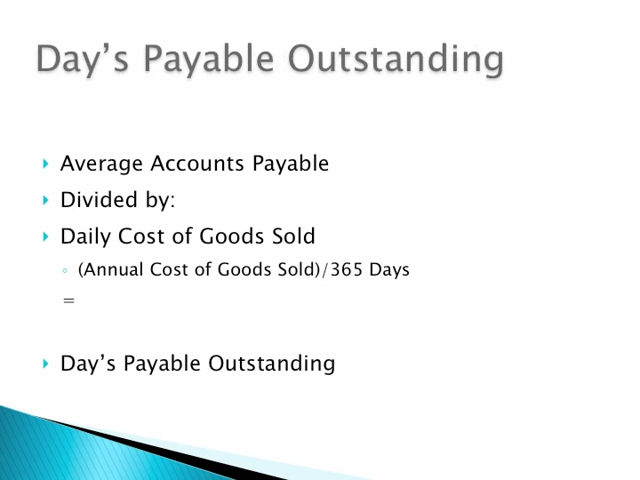 Day’s Payable Outstanding
Average Accounts Payable
Divided by:
Daily Cost of Goods Sold
(Annual Cost of Goods Sold)/365 Days
=
Day’s Payable Outstanding